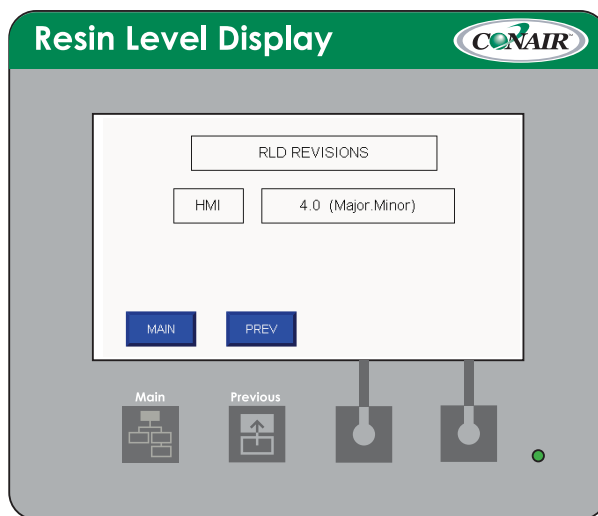 Resin Level Display
CONAIR
RLD REVISIONS
HMI 4.0 (Major.Minor)
MAIN PREV
Main Previous